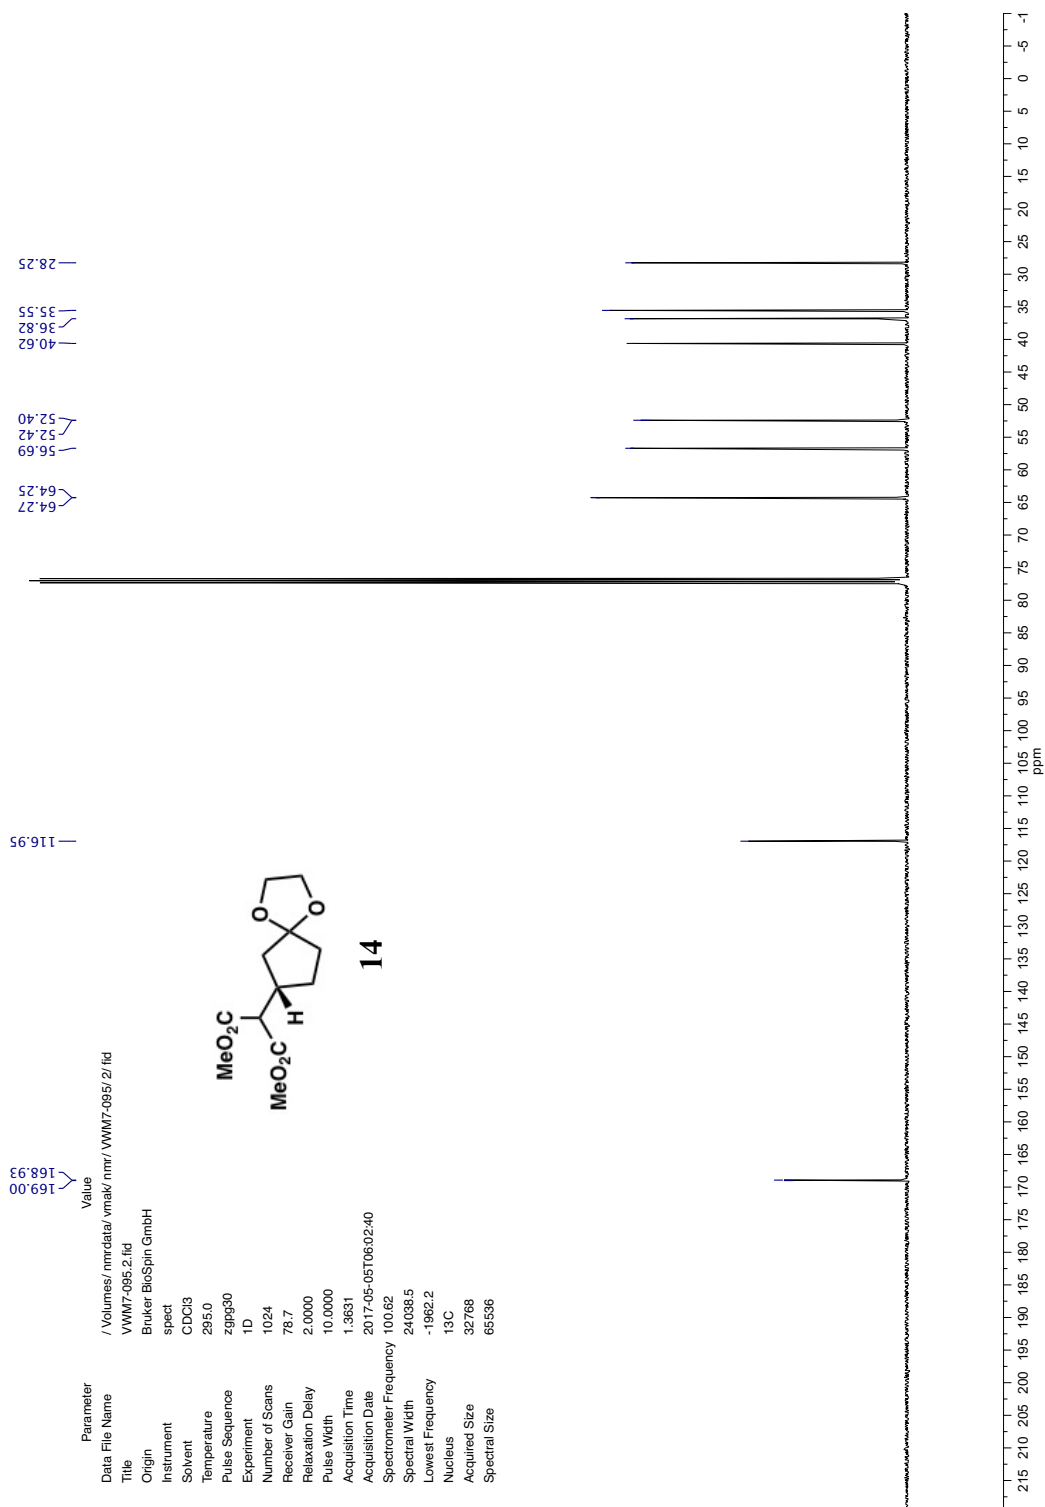 Parameter Value
Data File Name / Volumes/ nmrdata/ vmak/ nmr/ VWM7-095/ 2/ fid
Title VWM7-095.2.fid
Origin Bruker BioSpin GmbH
Instrument spect
Solvent CDCl3
Temperature 295.0
Pulse Sequence zgpg30
Experiment 1D
Number of Scans 1024
Receiver Gain 78.7
Relaxation Delay 2.0000
Pulse Width 10.0000
Acquisition Time 1.3631
Acquisition Date 2017-05-05T06:02:40
Spectrometer Frequency 100.62
Spectral Width 24038.5
Lowest Frequency -1962.2
Nucleus 13C
Acquired Size 32768
Spectral Size 65536
169.00
168.93
116.95
64.27
64.25
56.69
52.42
52.40
40.62
36.82
35.55
28.25
MeO2C
MeO2C
H
O
O
14
215 210 205 200 195 190 185 180 175 170 165 160 155 150 145 140 135 130 125 120 115 110 105 100 95 90 85 80 75 70 65 60 55 50 45 40 35 30 25 20 15 10 5 0 -5 -1
ppm